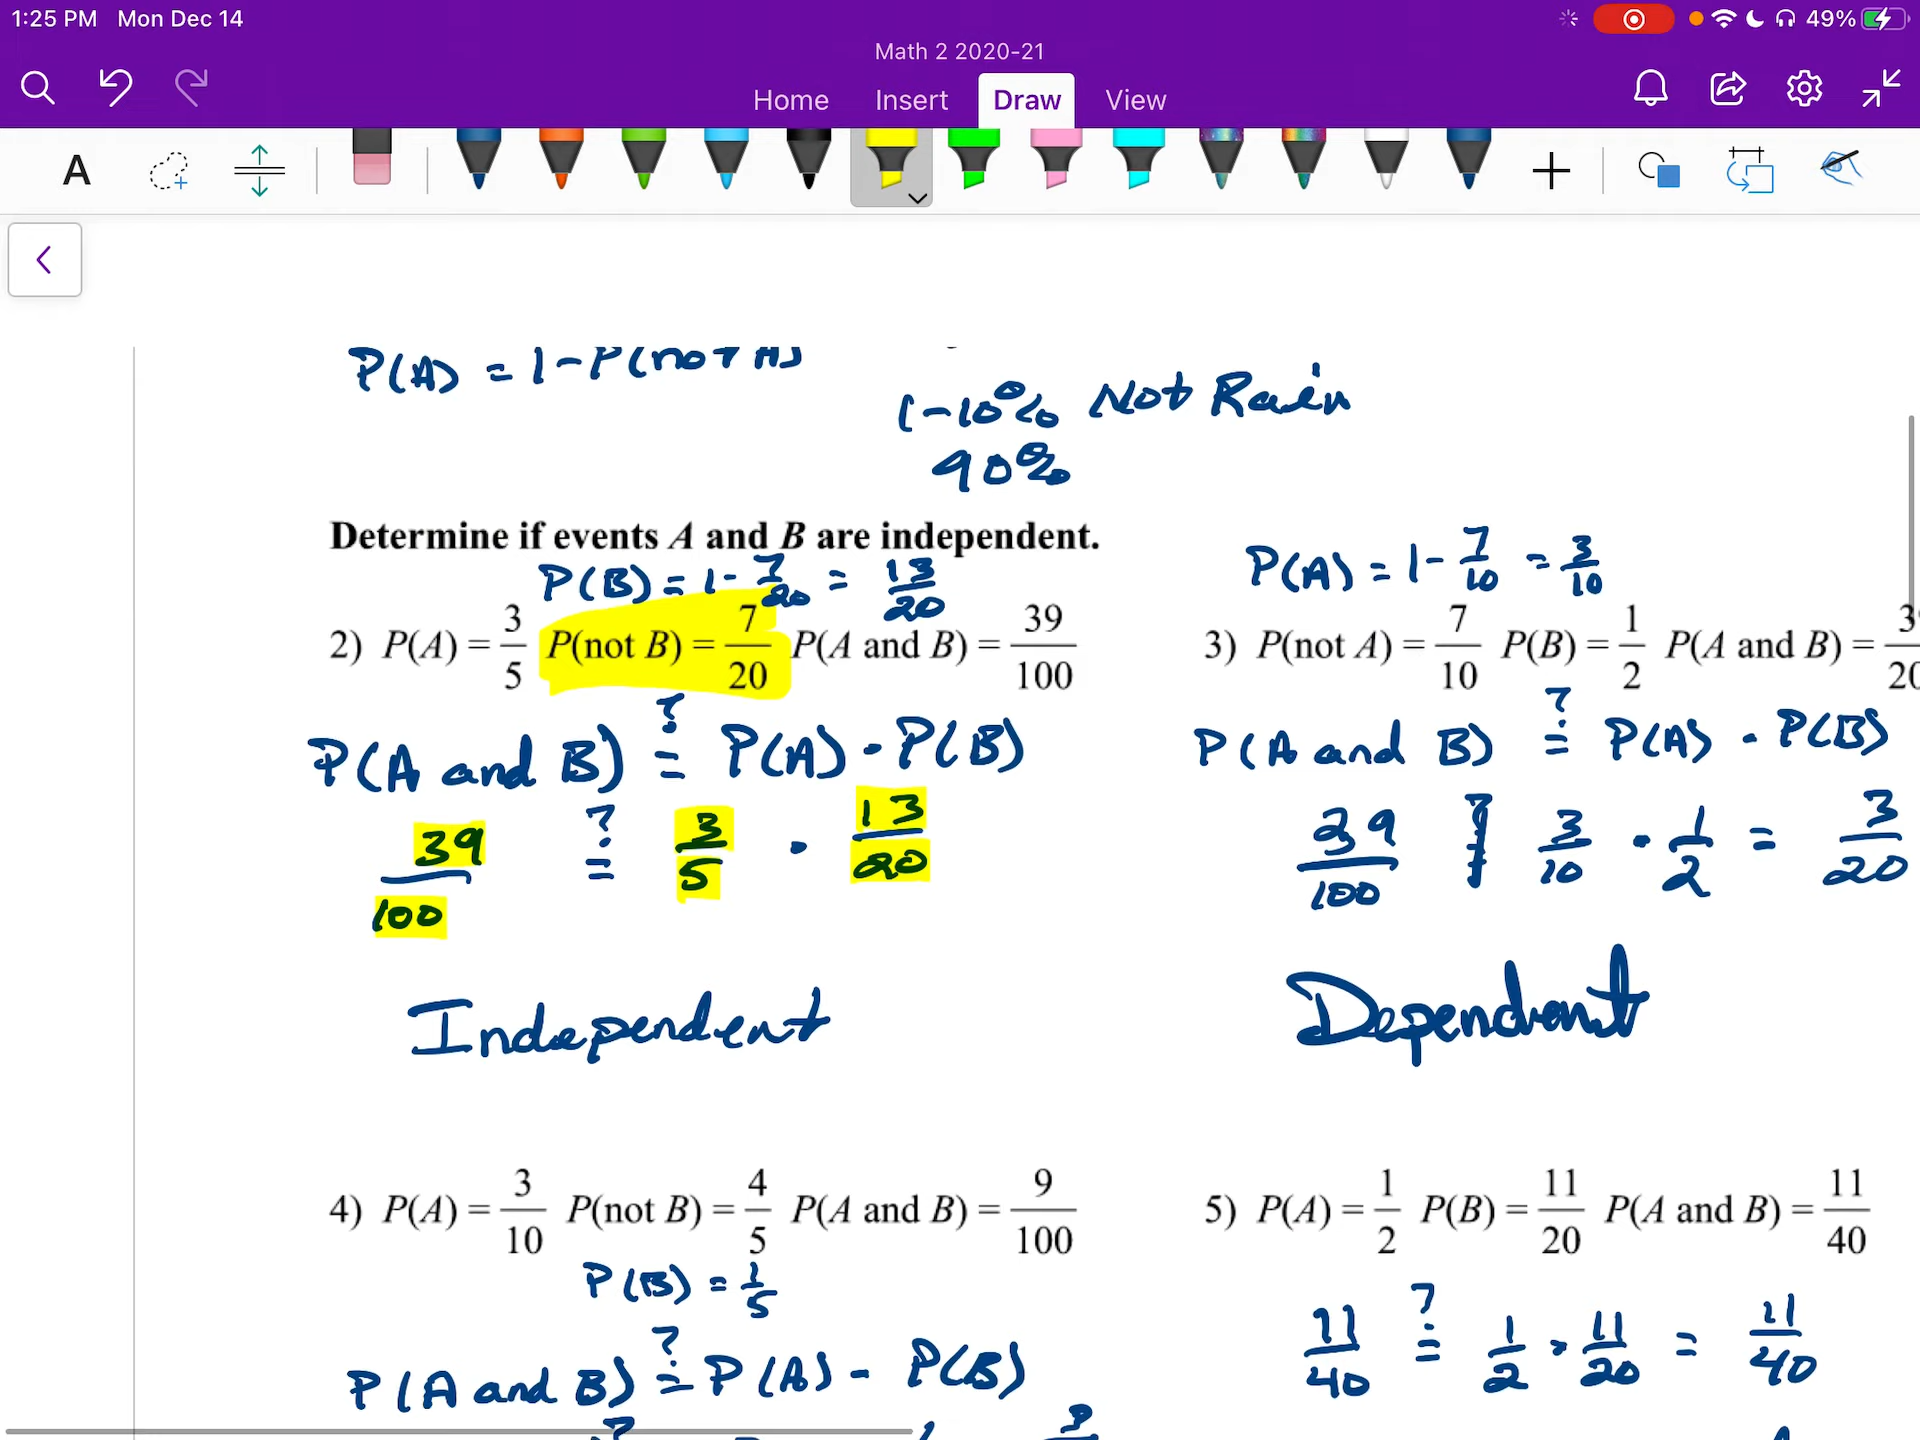 1:25 PM Mon Dec 14
49%
Math 2 2020-21
Home Insert Draw View
A
P(A) = 1 - P(not A)
1-10% Not Rain
90%
Determine if events A and B are independent.
P(B) = 1 - 7/20 = 13/20
P(A) = 1 - 7/10 = 3/10
2) P(A) = 3/5 P(not B) = 7/20 P(A and B) = 39/100
3) P(not A) = 7/10 P(B) = 1/2 P(A and B) =
P(A and B) ?= P(A) · P(B)
39/100 ?= 3/5 · 13/20
Independent
P(A and B) ?= P(A) · P(B)
39/100 3/10 · 1/2 = 3/20
Dependent
4) P(A) = 3/10 P(not B) = 4/5 P(A and B) = 9/100
P(B) = 1/5
P(A and B) ?= P(A) · P(B)
5) P(A) = 1/2 P(B) = 11/20 P(A and B) = 11/40
11/40 ?= 1/2 · 11/20 = 11/40